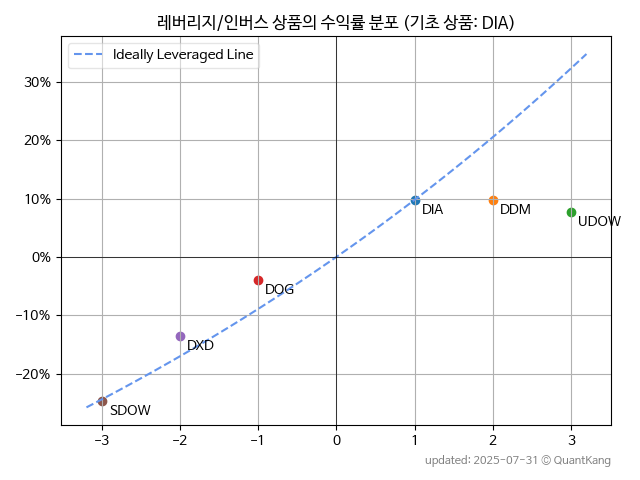 레버리지/인버스 상품의 수익률 분포 (기초 상품: DIA)
Ideally Leveraged Line
30%
20%
10%
0%
−10%
−20%
DIA
DDM
UDOW
DOG
DXD
SDOW
−3 −2 −1 0 1 2 3
updated: 2025-07-31 © QuantKang